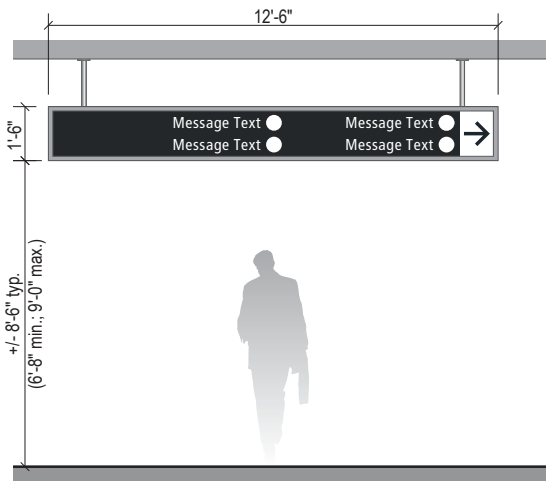 12'-6"
1'-6"
Message Text
Message Text
Message Text
Message Text
+/- 8'-6" typ.
(6'-8" min.; 9'-0" max.)